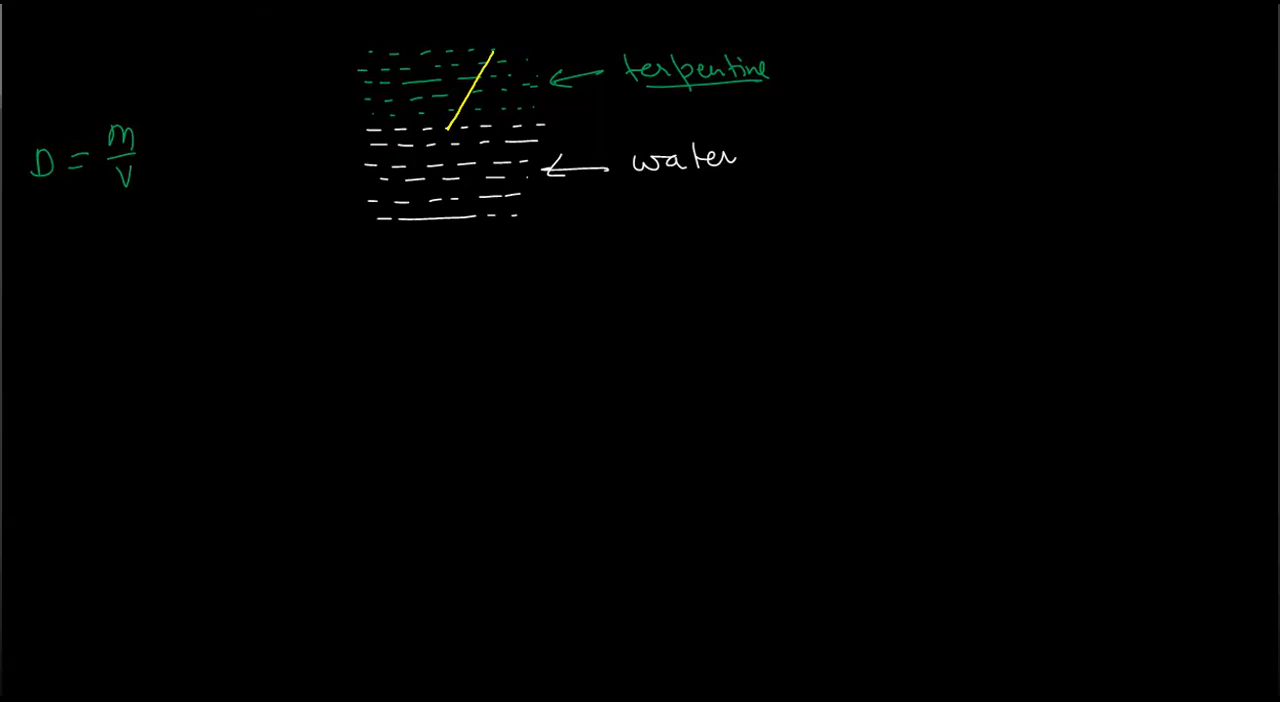 terpentine
D = m/V
water